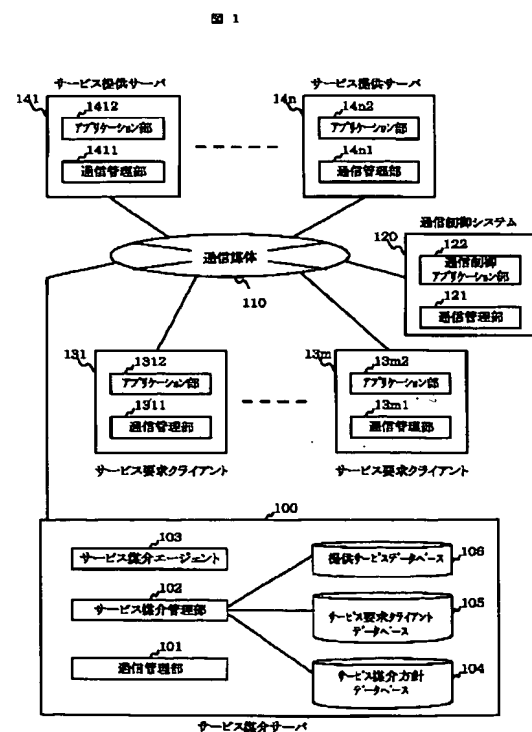 図 1
サービス提供サーバ
サービス提供サーバ
141
1412
アプリケーション部
1411
通信管理部
14n
14n2
アプリケーション部
14n1
通信管理部
通信制御システム
120
122
通信制御
アプリケーション部
121
通信管理部
通信媒体
110
131
1312
アプリケーション部
1311
通信管理部
13m
13m2
アプリケーション部
13m1
通信管理部
サービス要求クライアント
サービス要求クライアント
100
103
サービス媒介エージェント
102
サービス媒介管理部
101
通信管理部
提供サービスデータベース
106
サービス要求クライアント
データベース
105
サービス媒介方針
データベース
104
サービス媒介サーバ